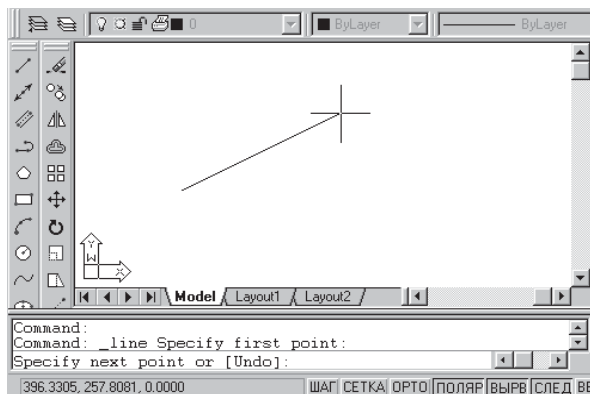 0 ByLayer ByLayer
Y
W
X
Model Layout1 Layout2
Command:
Command: _line Specify first point:
Specify next point or [Undo]:
396.3305, 257.8081, 0.0000 ШАГ СЕТКА ОРТО ПОЛЯР ВЫРВ СЛЕД ВЕ